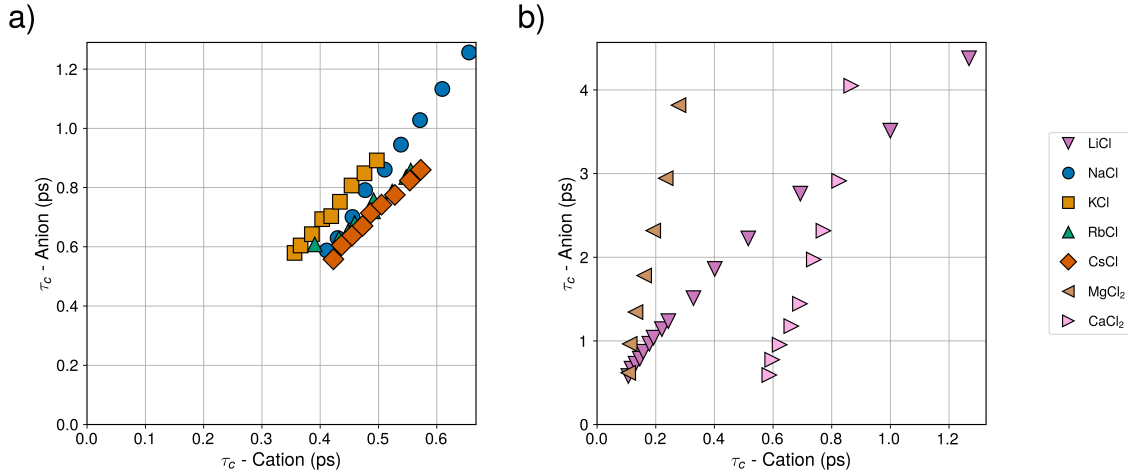 a)
b)
1.2
1.0
0.8
0.6
0.4
0.2
0.0
0.0 0.1 0.2 0.3 0.4 0.5 0.6
τc - Cation (ps)
τc - Anion (ps)
4
3
2
1
0
0.0 0.2 0.4 0.6 0.8 1.0 1.2
τc - Cation (ps)
τc - Anion (ps)
LiCl
NaCl
KCl
RbCl
CsCl
MgCl₂
CaCl₂